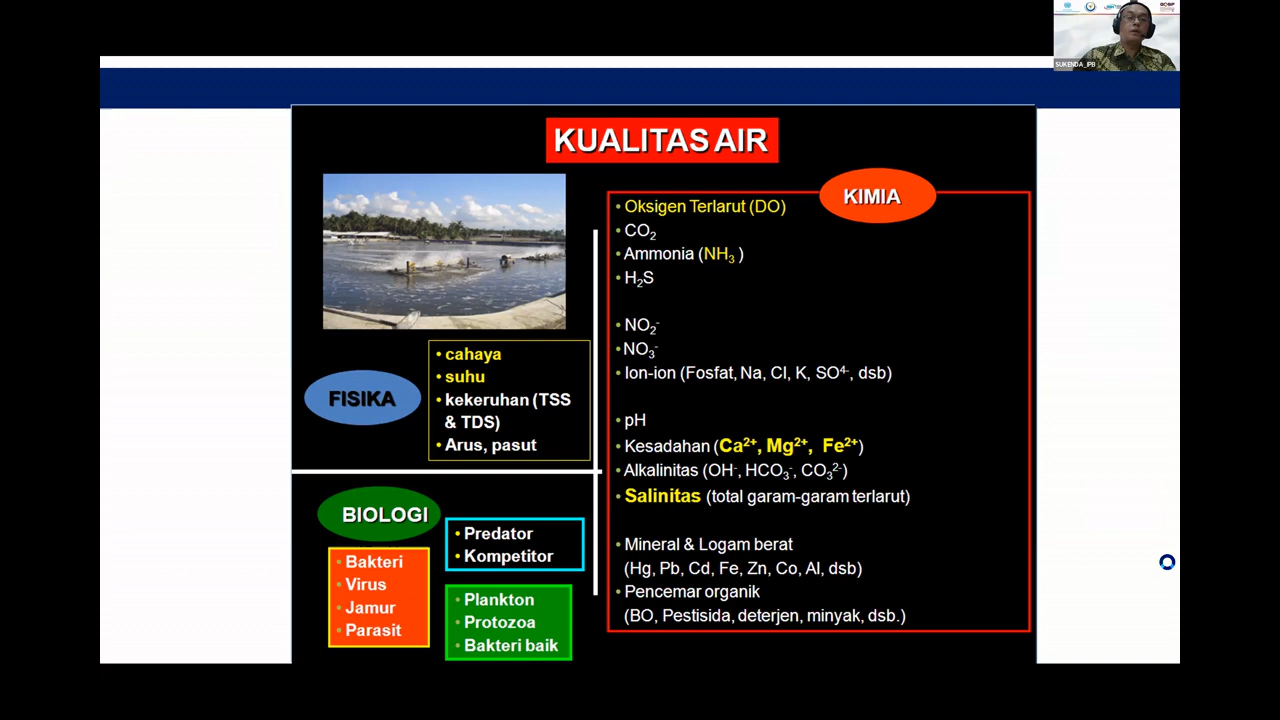 SUKENDA_IPB
KUALITAS AIR
KIMIA
• Oksigen Terlarut (DO)
• CO₂
• Ammonia (NH₃ )
• H₂S
• NO₂⁻
• NO₃⁻
• Ion-ion (Fosfat, Na, Cl, K, SO⁴⁻, dsb)
• pH
• Kesadahan (Ca²⁺, Mg²⁺, Fe²⁺)
• Alkalinitas (OH⁻, HCO₃⁻, CO₃²⁻)
• Salinitas (total garam-garam terlarut)
• Mineral & Logam berat
(Hg, Pb, Cd, Fe, Zn, Co, Al, dsb)
• Pencemar organik
(BO, Pestisida, deterjen, minyak, dsb.)
FISIKA
• cahaya
• suhu
• kekeruhan (TSS
& TDS)
• Arus, pasut
BIOLOGI
• Bakteri
• Virus
• Jamur
• Parasit
• Predator
• Kompetitor
• Plankton
• Protozoa
• Bakteri baik